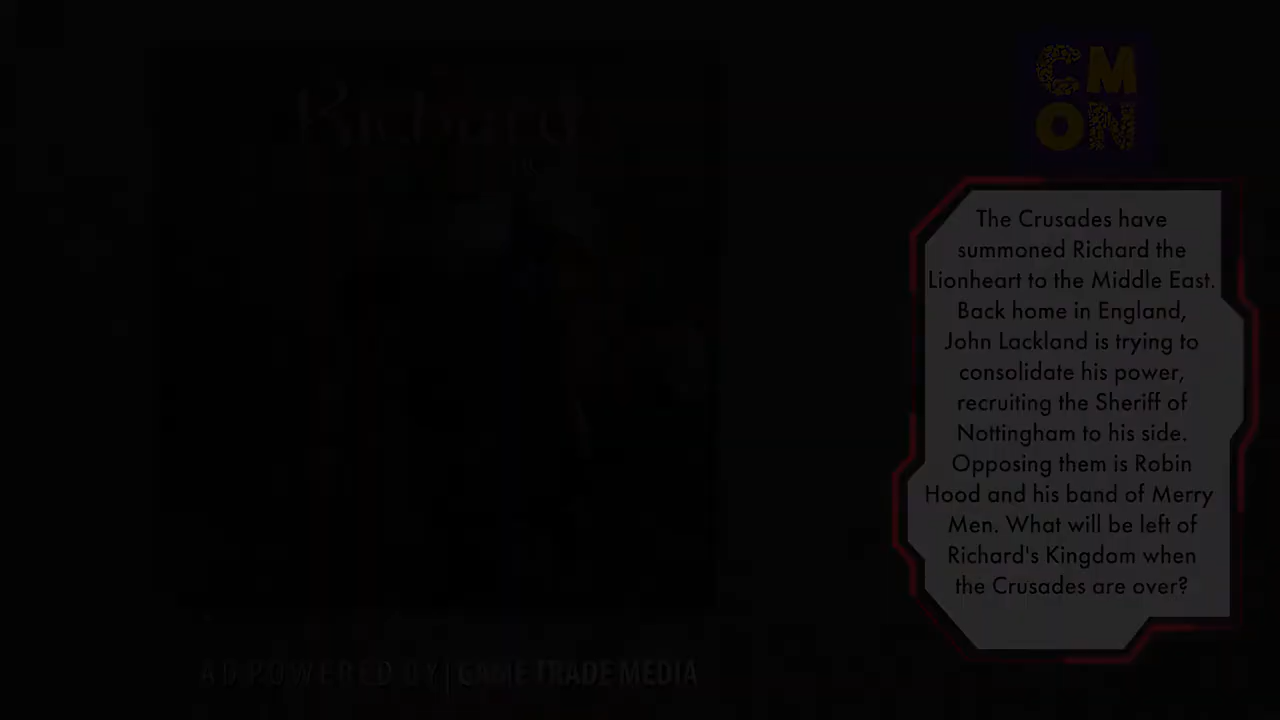 Richard
CM
ON
The Crusades have
summoned Richard the
Lionheart to the Middle East.
Back home in England,
John Lackland is trying to
consolidate his power,
recruiting the Sheriff of
Nottingham to his side.
Opposing them is Robin
Hood and his band of Merry
Men. What will be left of
Richard's Kingdom when
the Crusades are over?
AD POWERED BY | GAME TRADE MEDIA